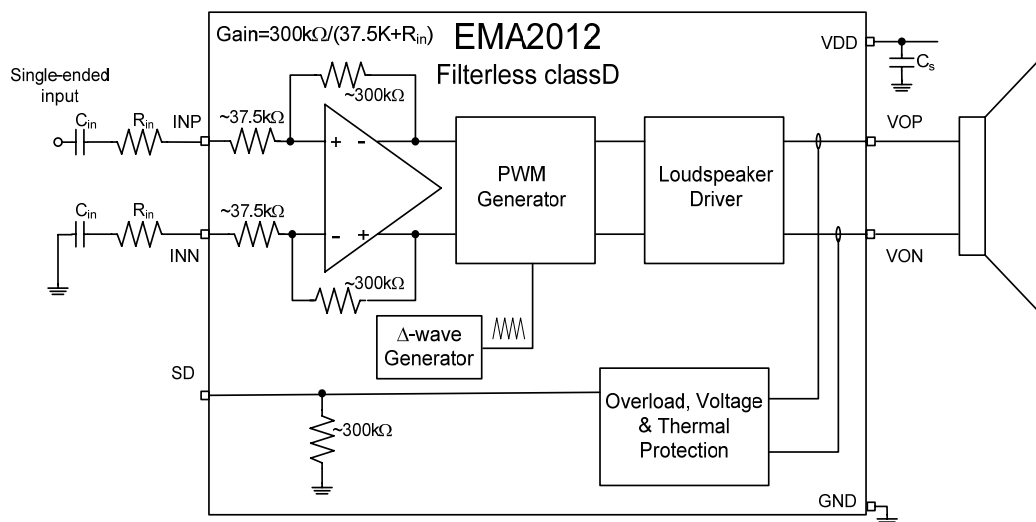 Gain=300kΩ/(37.5K+Rin)
EMA2012
Filterless classD
VDD
Cs
Single-ended
input
~300kΩ
Cin
Rin
INP
~37.5kΩ
VOP
+
-
PWM
Generator
Loudspeaker
Driver
Cin
Rin
INN
~37.5kΩ
-
+
VON
~300kΩ
Δ-wave
Generator
SD
~300kΩ
Overload, Voltage
& Thermal
Protection
GND